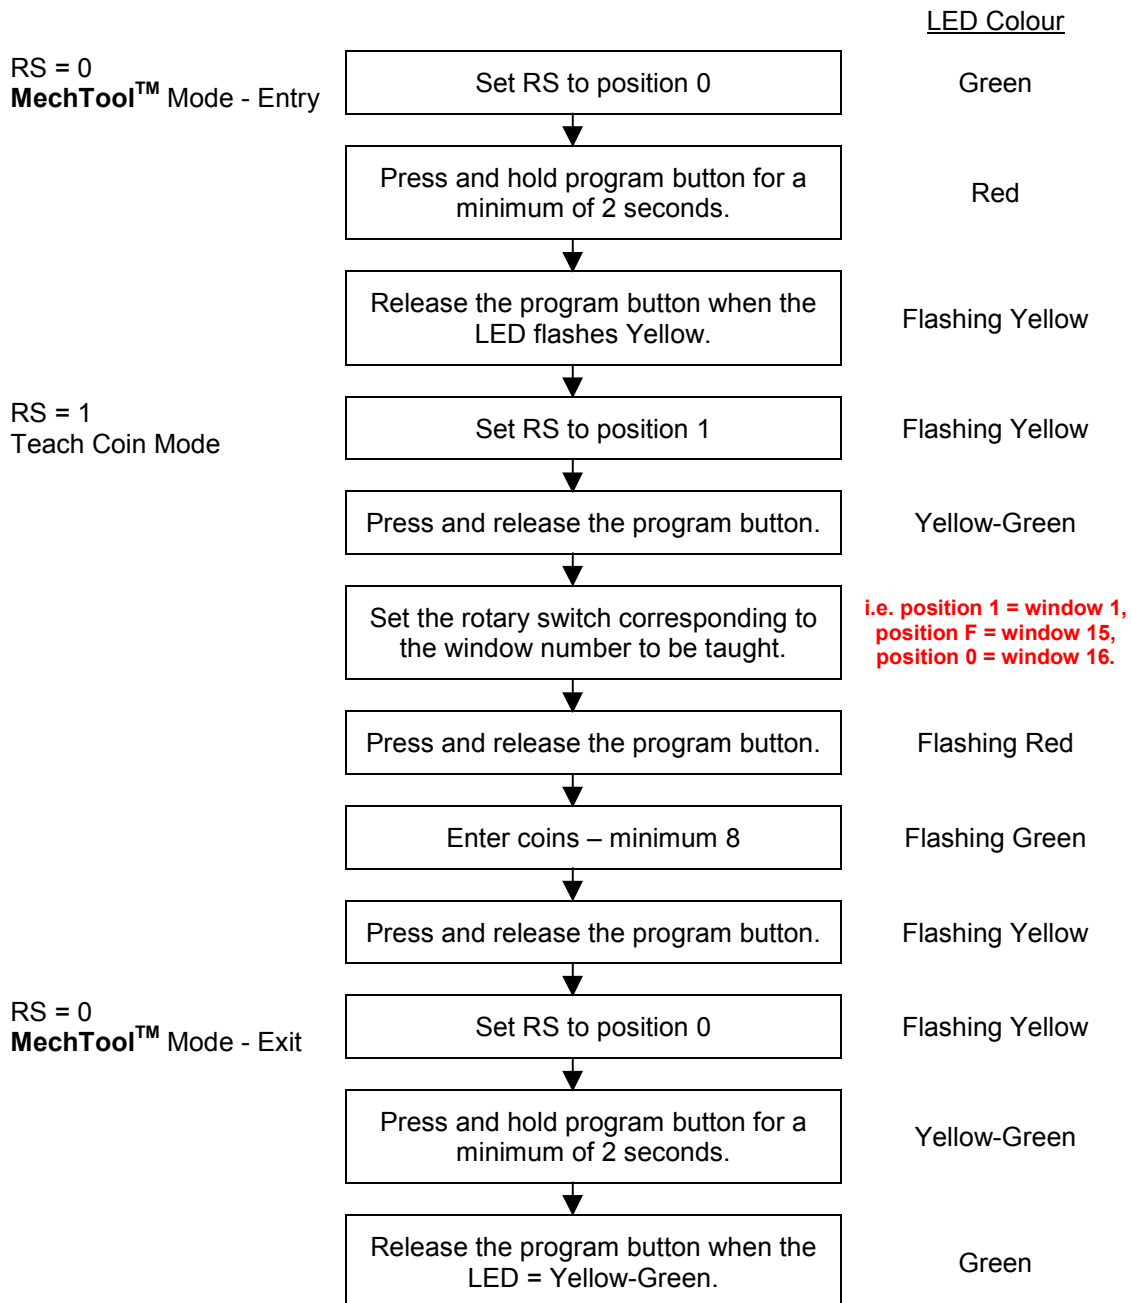 LED Colour
RS = 0
MechTool™ Mode - Entry
Set RS to position 0
Green
Press and hold program button for a
minimum of 2 seconds.
Red
Release the program button when the
LED flashes Yellow.
Flashing Yellow
RS = 1
Teach Coin Mode
Set RS to position 1
Flashing Yellow
Press and release the program button.
Yellow-Green
Set the rotary switch corresponding to
the window number to be taught.
i.e. position 1 = window 1,
position F = window 15,
position 0 = window 16.
Press and release the program button.
Flashing Red
Enter coins – minimum 8
Flashing Green
Press and release the program button.
Flashing Yellow
RS = 0
MechTool™ Mode - Exit
Set RS to position 0
Flashing Yellow
Press and hold program button for a
minimum of 2 seconds.
Yellow-Green
Release the program button when the
LED = Yellow-Green.
Green